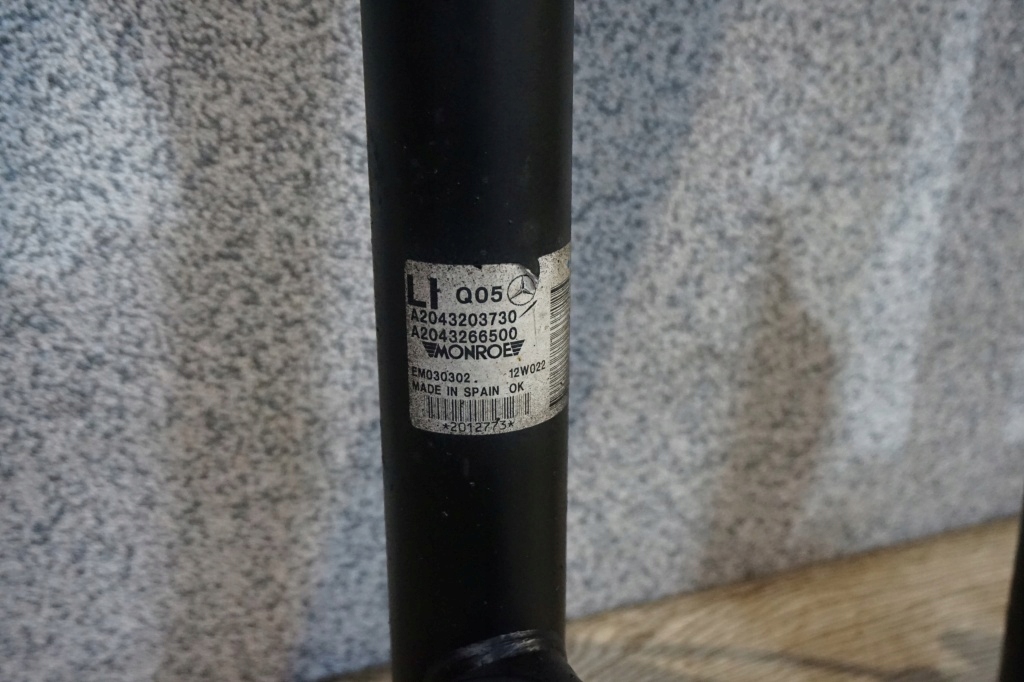 LI Q05
A2043203730
A2043266500
MONROE
EM030302. 12W022
MADE IN SPAIN OK
*2012773*